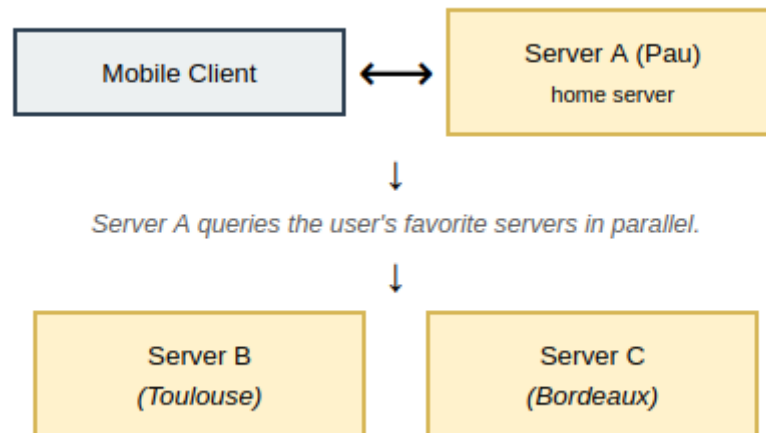 Mobile Client
Server A (Pau)
home server
Server A queries the user's favorite servers in parallel.
Server B
(Toulouse)
Server C
(Bordeaux)